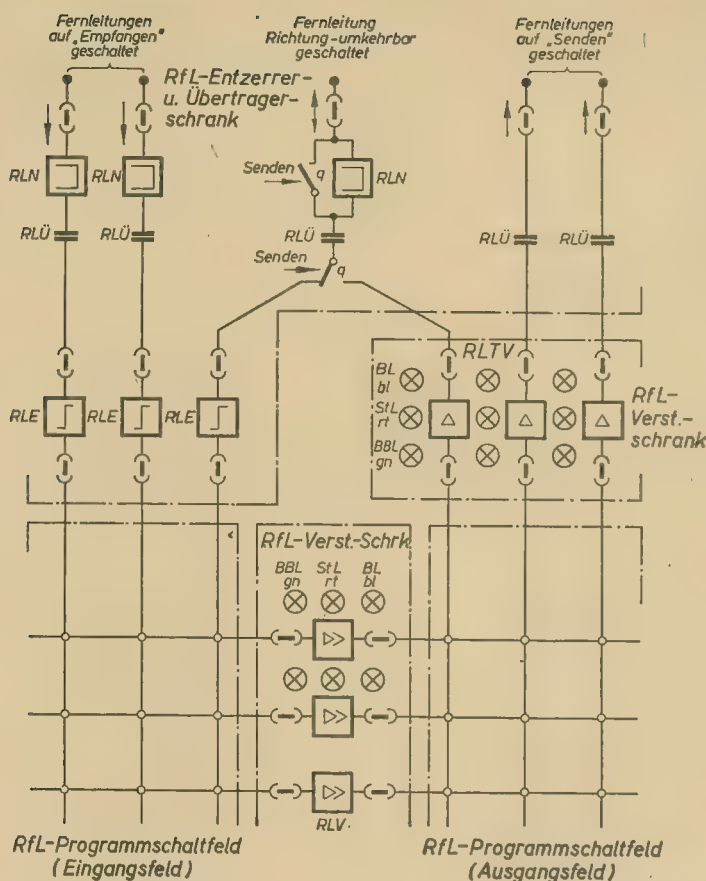 Fernleitungen
auf „Empfangen"
geschaltet
Fernleitung
Richtung-umkehrbar
geschaltet
Fernleitungen
auf „Senden"
geschaltet
RfL-Entzerrer-
u. Übertrager-
schrank
RLN
RLN
Senden
q
RLN
RLÜ
RLÜ
RLÜ
RLÜ
RLÜ
Senden
q
RLTV
BL
bl
StL
rt
BBL
gn
RfL-
Verst.-
schrank
RLE
RLE
RLE
RfL-Verst.-Schrk
BBL
gn
StL
rt
BL
bl
RLV
RfL-Programmschaltfeld
(Eingangsfeld)
RfL-Programmschaltfeld
(Ausgangsfeld)